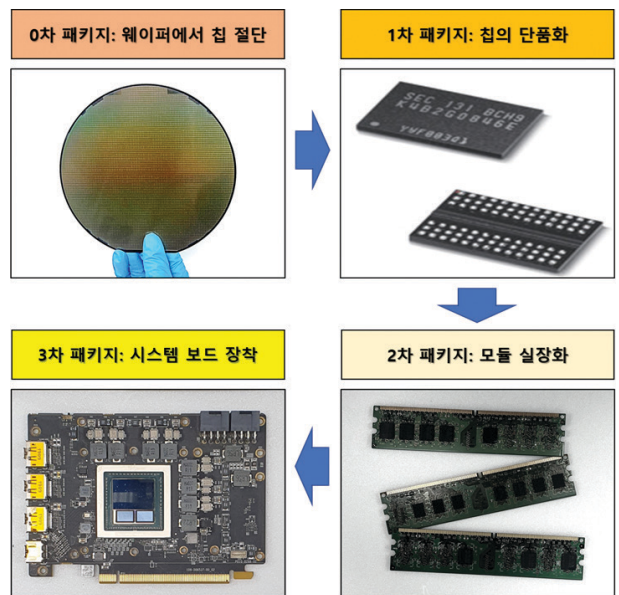 0차 패키지: 웨이퍼에서 칩 절단
1차 패키지: 칩의 단품화
SEC 131 BCH9
K4B2G0846E
YWF08301
3차 패키지: 시스템 보드 장착
2차 패키지: 모듈 실장화